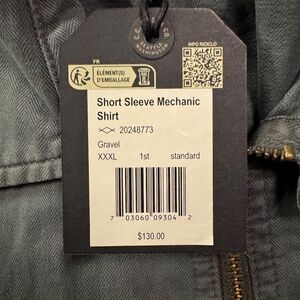 INFO RICICLO
FR
ÉLÉMENT(S)
D'EMBALLAGE
Short Sleeve Mechanic
Shirt
20248773
Gravel
XXXL 1st standard
7 03060 09304 2
$130.00